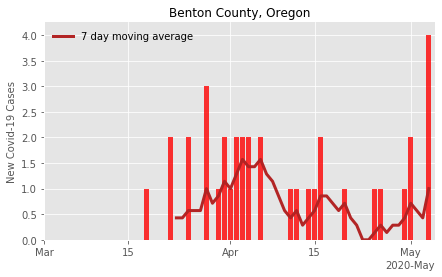 Benton County, Oregon
7 day moving average
New Covid-19 Cases
4.0
3.5
3.0
2.5
2.0
1.5
1.0
0.5
0.0
Mar 15 Apr 15 May
2020-May